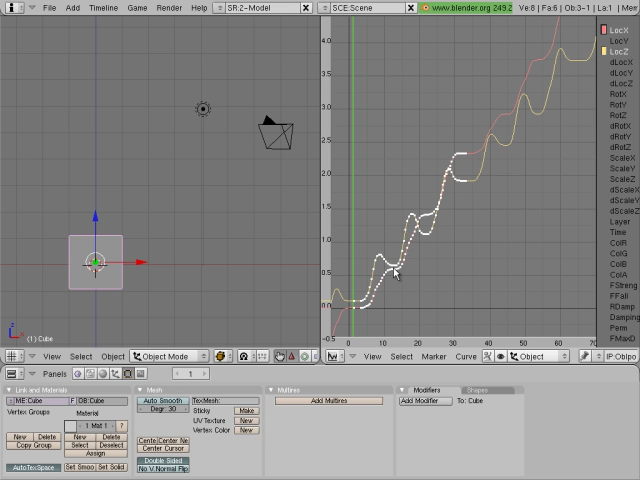 File Add Timeline Game Render Help SR:2-Model SCE:Scene www.blender.org 249.2 Ve:8 | Fa:6 | Ob:3-1 | La:1 | Mem
4.0
3.5
3.0
2.5
2.0
1.5
1.0
0.5
0.0
-0.5
0 10 20 30 40 50 60 70
LocX
LocY
LocZ
dLocX
dLocY
dLocZ
RotX
RotY
RotZ
dRotX
dRotY
dRotZ
ScaleX
ScaleY
ScaleZ
dScaleX
dScaleY
dScaleZ
Layer
Time
ColR
ColG
ColB
ColA
FStreng
FFall
RDamp
Damping
Perm
FMaxD
z
x
(1) Cube
View Select Object Object Mode
View Select Marker Curve Object IP:ObIpo
Panels 1
Link and Materials
ME:Cube F OB:Cube
Vertex Groups
Material
1 Mat 1 ?
New Delete New Delete
Copy Group Select Deselect
Assign
AutoTexSpace Set Smoo Set Solid
Mesh
Auto Smooth
Degr: 30
TexMesh:
Sticky Make
UV Texture New
Vertex Color New
Cente Center Ne
Center Cursor
Double Sided
No V.Normal Flip
Multires
Add Multires
Modifiers Shapes
Add Modifier To: Cube